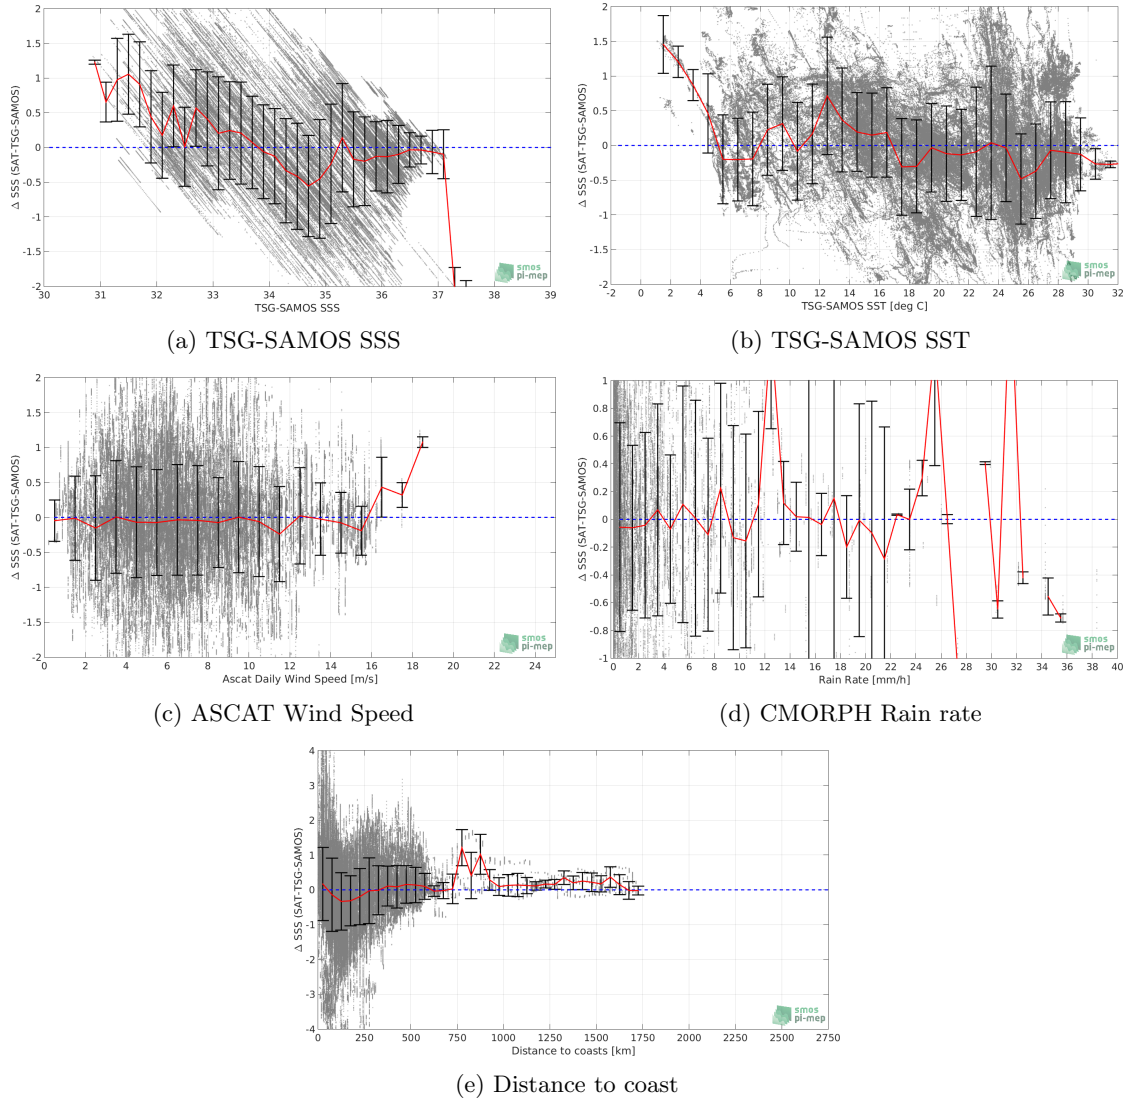 2
1.5
1
0.5
0
-0.5
-1
-1.5
-2
Δ SSS (SAT-TSG-SAMOS)
30 31 32 33 34 35 36 37 38 39
TSG-SAMOS SSS
smos
pi-mep
(a) TSG-SAMOS SSS
2
1.5
1
0.5
0
-0.5
-1
-1.5
-2
Δ SSS (SAT-TSG-SAMOS)
0 2 4 6 8 10 12 14 16 18 20 22 24 26 28 30 32
TSG-SAMOS SST [deg C]
smos
pi-mep
(b) TSG-SAMOS SST
2
1.5
1
0.5
0
-0.5
-1
-1.5
-2
Δ SSS (SAT-TSG-SAMOS)
0 2 4 6 8 10 12 14 16 18 20 22 24
Ascat Daily Wind Speed [m/s]
smos
pi-mep
(c) ASCAT Wind Speed
1
0.8
0.6
0.4
0.2
0
-0.2
-0.4
-0.6
-0.8
-1
Δ SSS (SAT-TSG-SAMOS)
0 2 4 6 8 10 12 14 16 18 20 22 24 26 28 30 32 34 36 38 40
Rain Rate [mm/h]
smos
pi-mep
(d) CMORPH Rain rate
4
3
2
1
0
-1
-2
-3
-4
Δ SSS (SAT-TSG-SAMOS)
0 250 500 750 1000 1250 1500 1750 2000 2250 2500 2750
Distance to coasts [km]
smos
pi-mep
(e) Distance to coast